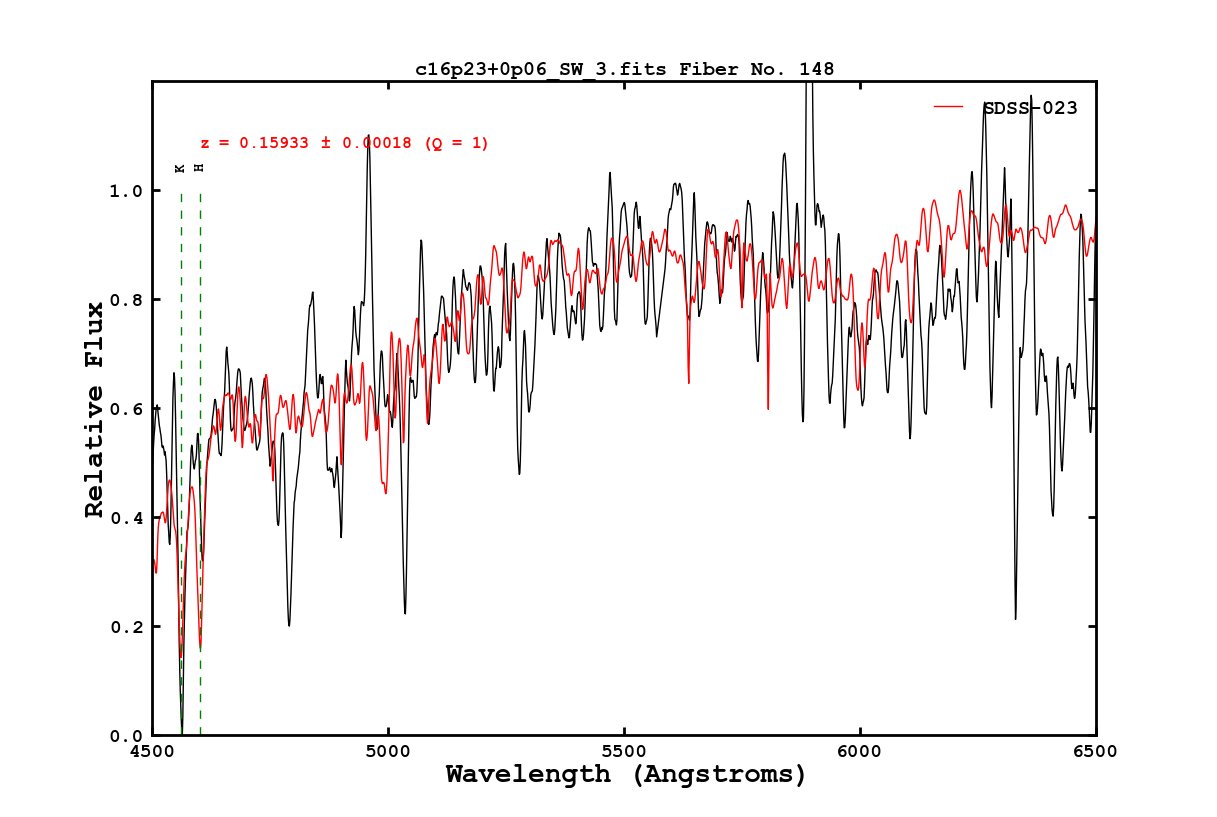 c16p23+0p06_SW_3.fits Fiber No. 148
SDSS-023
z = 0.15933 ± 0.00018 (Q = 1)
K
H
1.0
0.8
0.6
0.4
0.2
0.0
Relative Flux
4500
5000
5500
6000
6500
Wavelength (Angstroms)